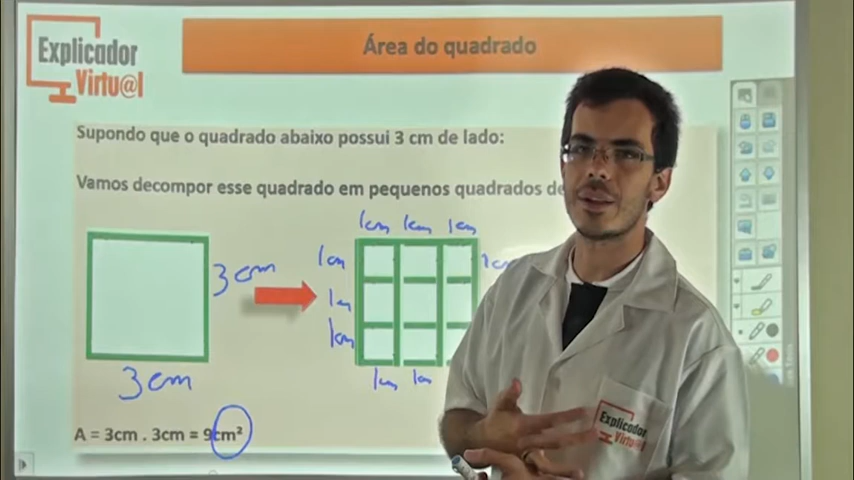 Explicador
Virtu@l
Área do quadrado
Supondo que o quadrado abaixo possui 3 cm de lado:
Vamos decompor esse quadrado em pequenos quadrados de
1cm 1cm 1cm
1cm
3cm
1cm
1cm
1cm
3cm
1cm 1cm
A = 3cm . 3cm = 9cm²
Explicador
Virtu@l